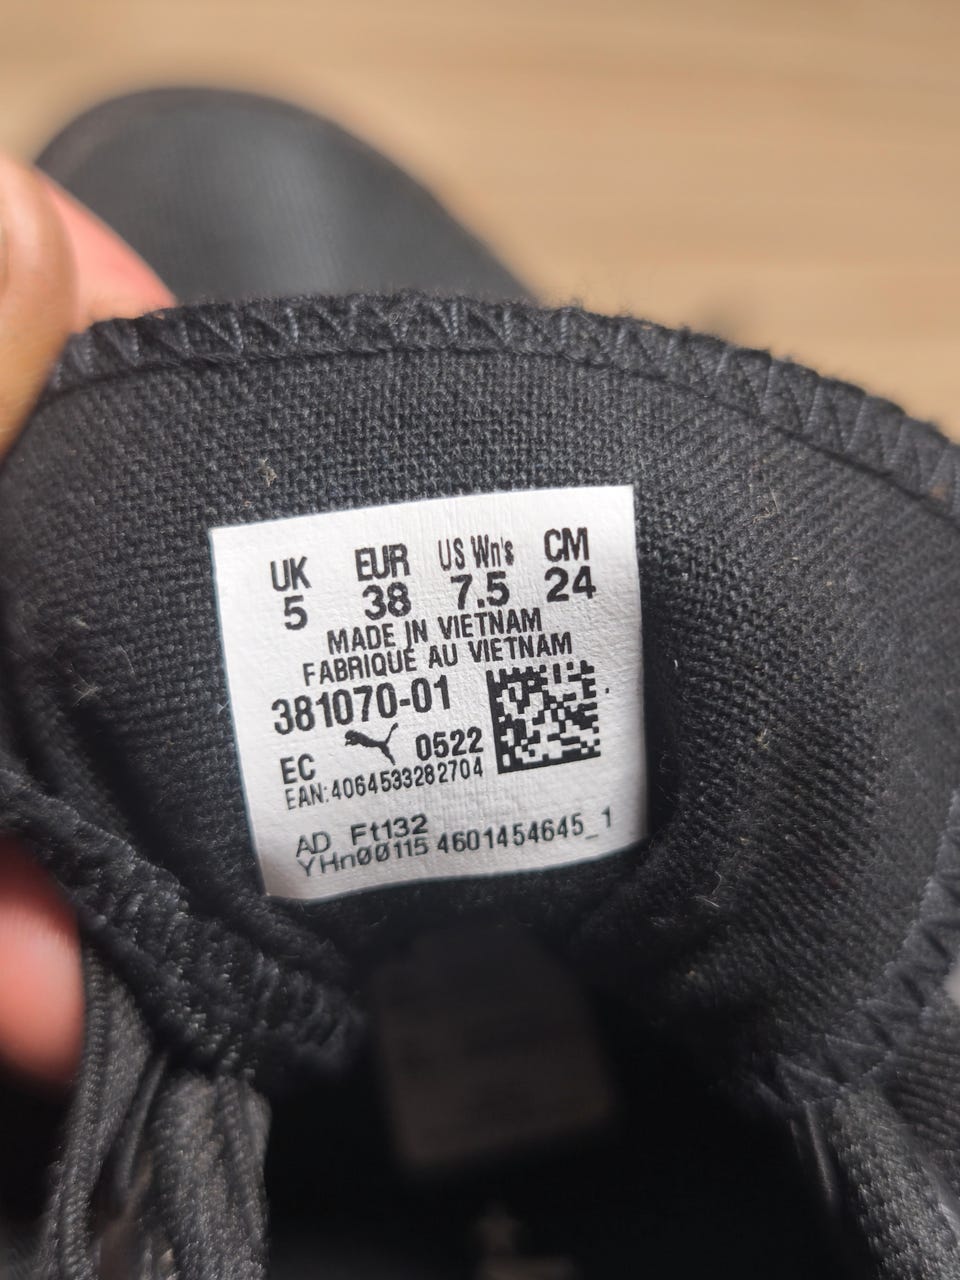 UK EUR US Wn's CM
5 38 7.5 24
MADE IN VIETNAM
FABRIQUE AU VIETNAM
381070-01
EC 0522
EAN:4064533282704
AD Ft132
YHn00115 4601454645_1